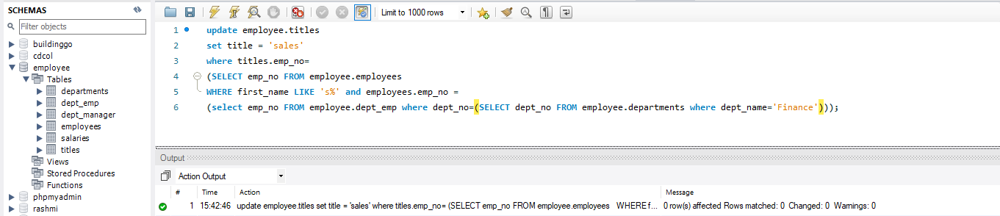 SCHEMAS
Filter objects
buildinggo
cdcol
employee
Tables
departments
dept_emp
dept_manager
employees
salaries
titles
Views
Stored Procedures
Functions
phpmyadmin
rashmi
Limit to 1000 rows
1 update employee.titles
2 set title = 'sales'
3 where titles.emp_no=
4 (SELECT emp_no FROM employee.employees
5 WHERE first_name LIKE 's%' and employees.emp_no =
6 (select emp_no FROM employee.dept_emp where dept_no=(SELECT dept_no FROM employee.departments where dept_name='Finance')));
Output
Action Output
# Time Action Message
1 15:42:46 update employee.titles set title = 'sales' where titles.emp_no= (SELECT emp_no FROM employee.employees WHERE f... 0 row(s) affected Rows matched: 0 Changed: 0 Warnings: 0